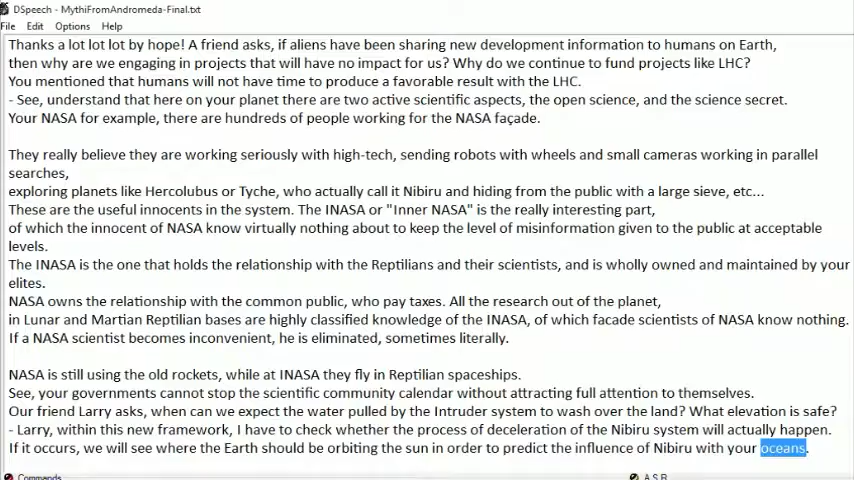 DSpeech - MythiFromAndromeda-Final.txt
File Edit Options Help
Thanks a lot lot lot by hope! A friend asks, if aliens have been sharing new development information to humans on Earth,
then why are we engaging in projects that will have no impact for us? Why do we continue to fund projects like LHC?
You mentioned that humans will not have time to produce a favorable result with the LHC.
- See, understand that here on your planet there are two active scientific aspects, the open science, and the science secret.
Your NASA for example, there are hundreds of people working for the NASA façade.
They really believe they are working seriously with high-tech, sending robots with wheels and small cameras working in parallel
searches,
exploring planets like Hercolubus or Tyche, who actually call it Nibiru and hiding from the public with a large sieve, etc...
These are the useful innocents in the system. The INASA or "Inner NASA" is the really interesting part,
of which the innocent of NASA know virtually nothing about to keep the level of misinformation given to the public at acceptable
levels.
The INASA is the one that holds the relationship with the Reptilians and their scientists, and is wholly owned and maintained by your
elites.
NASA owns the relationship with the common public, who pay taxes. All the research out of the planet,
in Lunar and Martian Reptilian bases are highly classified knowledge of the INASA, of which facade scientists of NASA know nothing.
If a NASA scientist becomes inconvenient, he is eliminated, sometimes literally.
NASA is still using the old rockets, while at INASA they fly in Reptilian spaceships.
See, your governments cannot stop the scientific community calendar without attracting full attention to themselves.
Our friend Larry asks, when can we expect the water pulled by the Intruder system to wash over the land? What elevation is safe?
- Larry, within this new framework, I have to check whether the process of deceleration of the Nibiru system will actually happen.
If it occurs, we will see where the Earth should be orbiting the sun in order to predict the influence of Nibiru with your oceans.
Commands A.S.R.